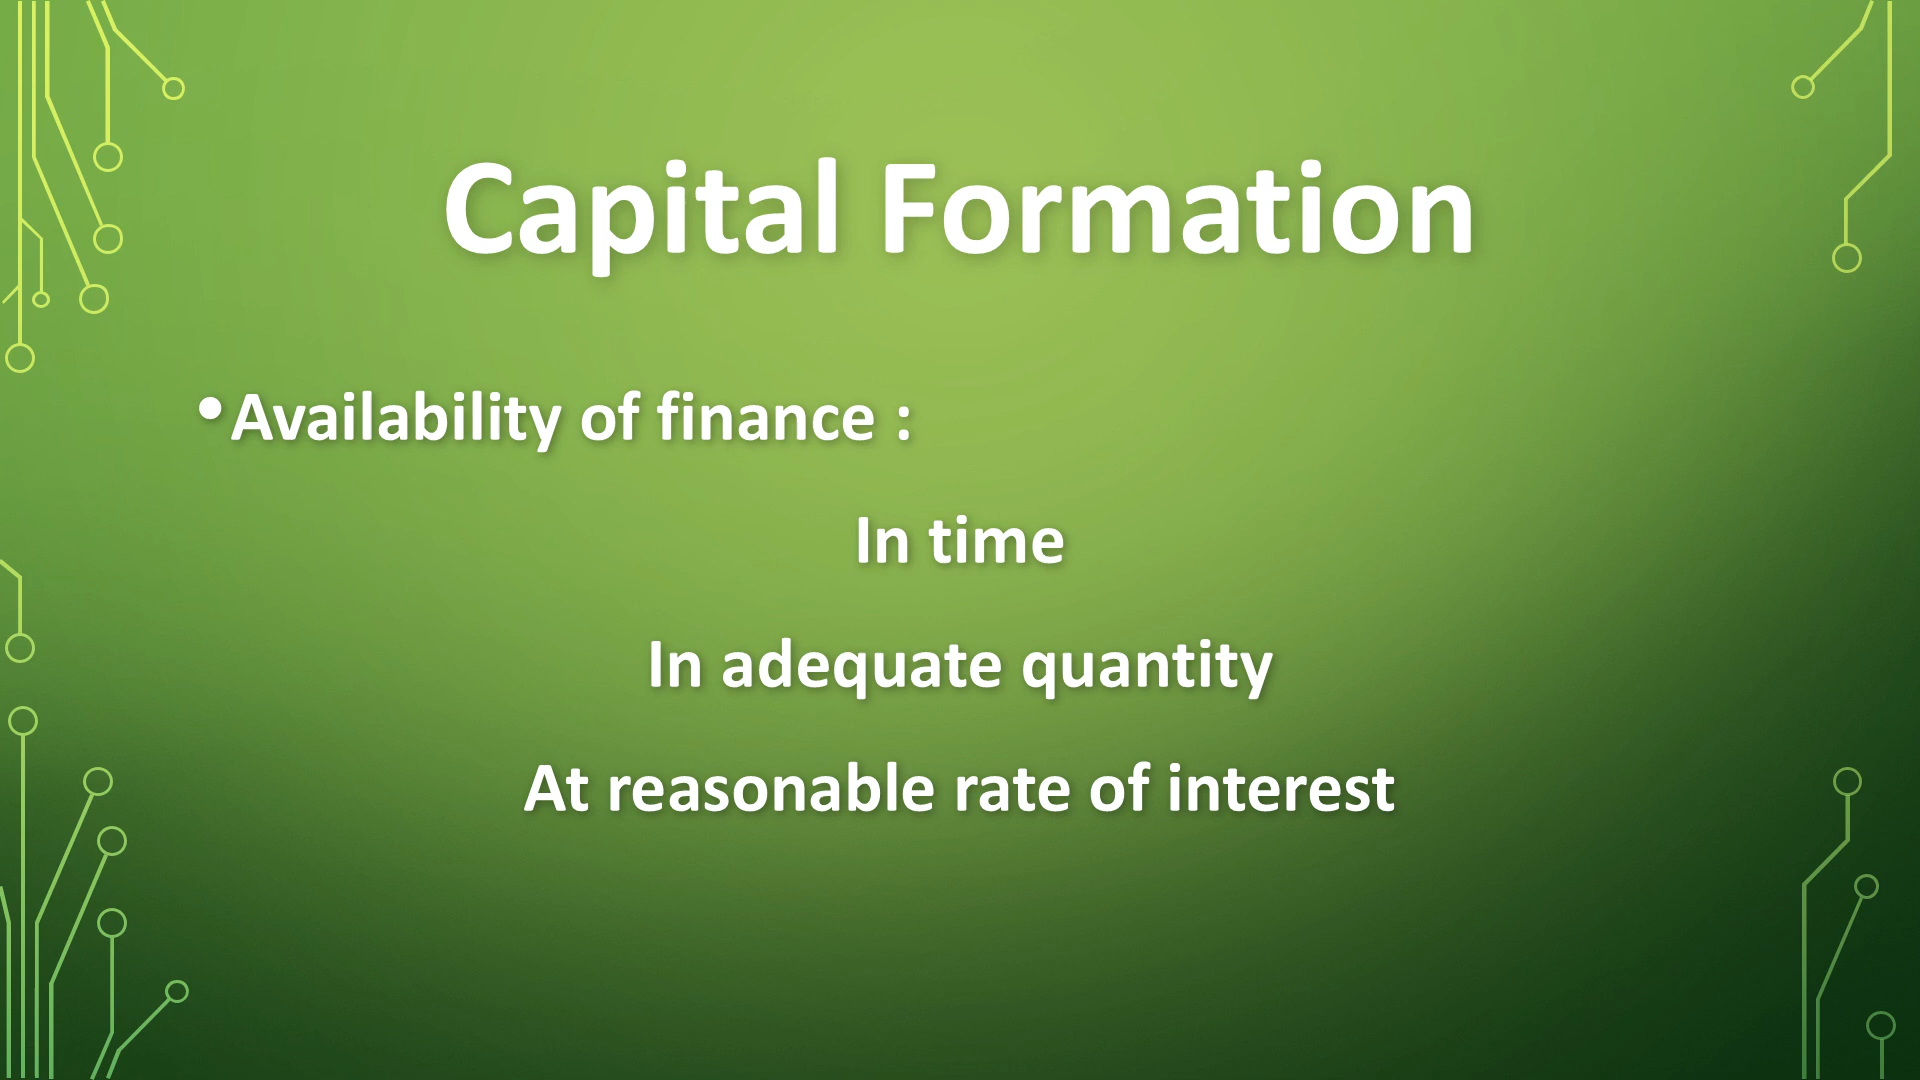 Capital Formation
•Availability of finance :
In time
In adequate quantity
At reasonable rate of interest